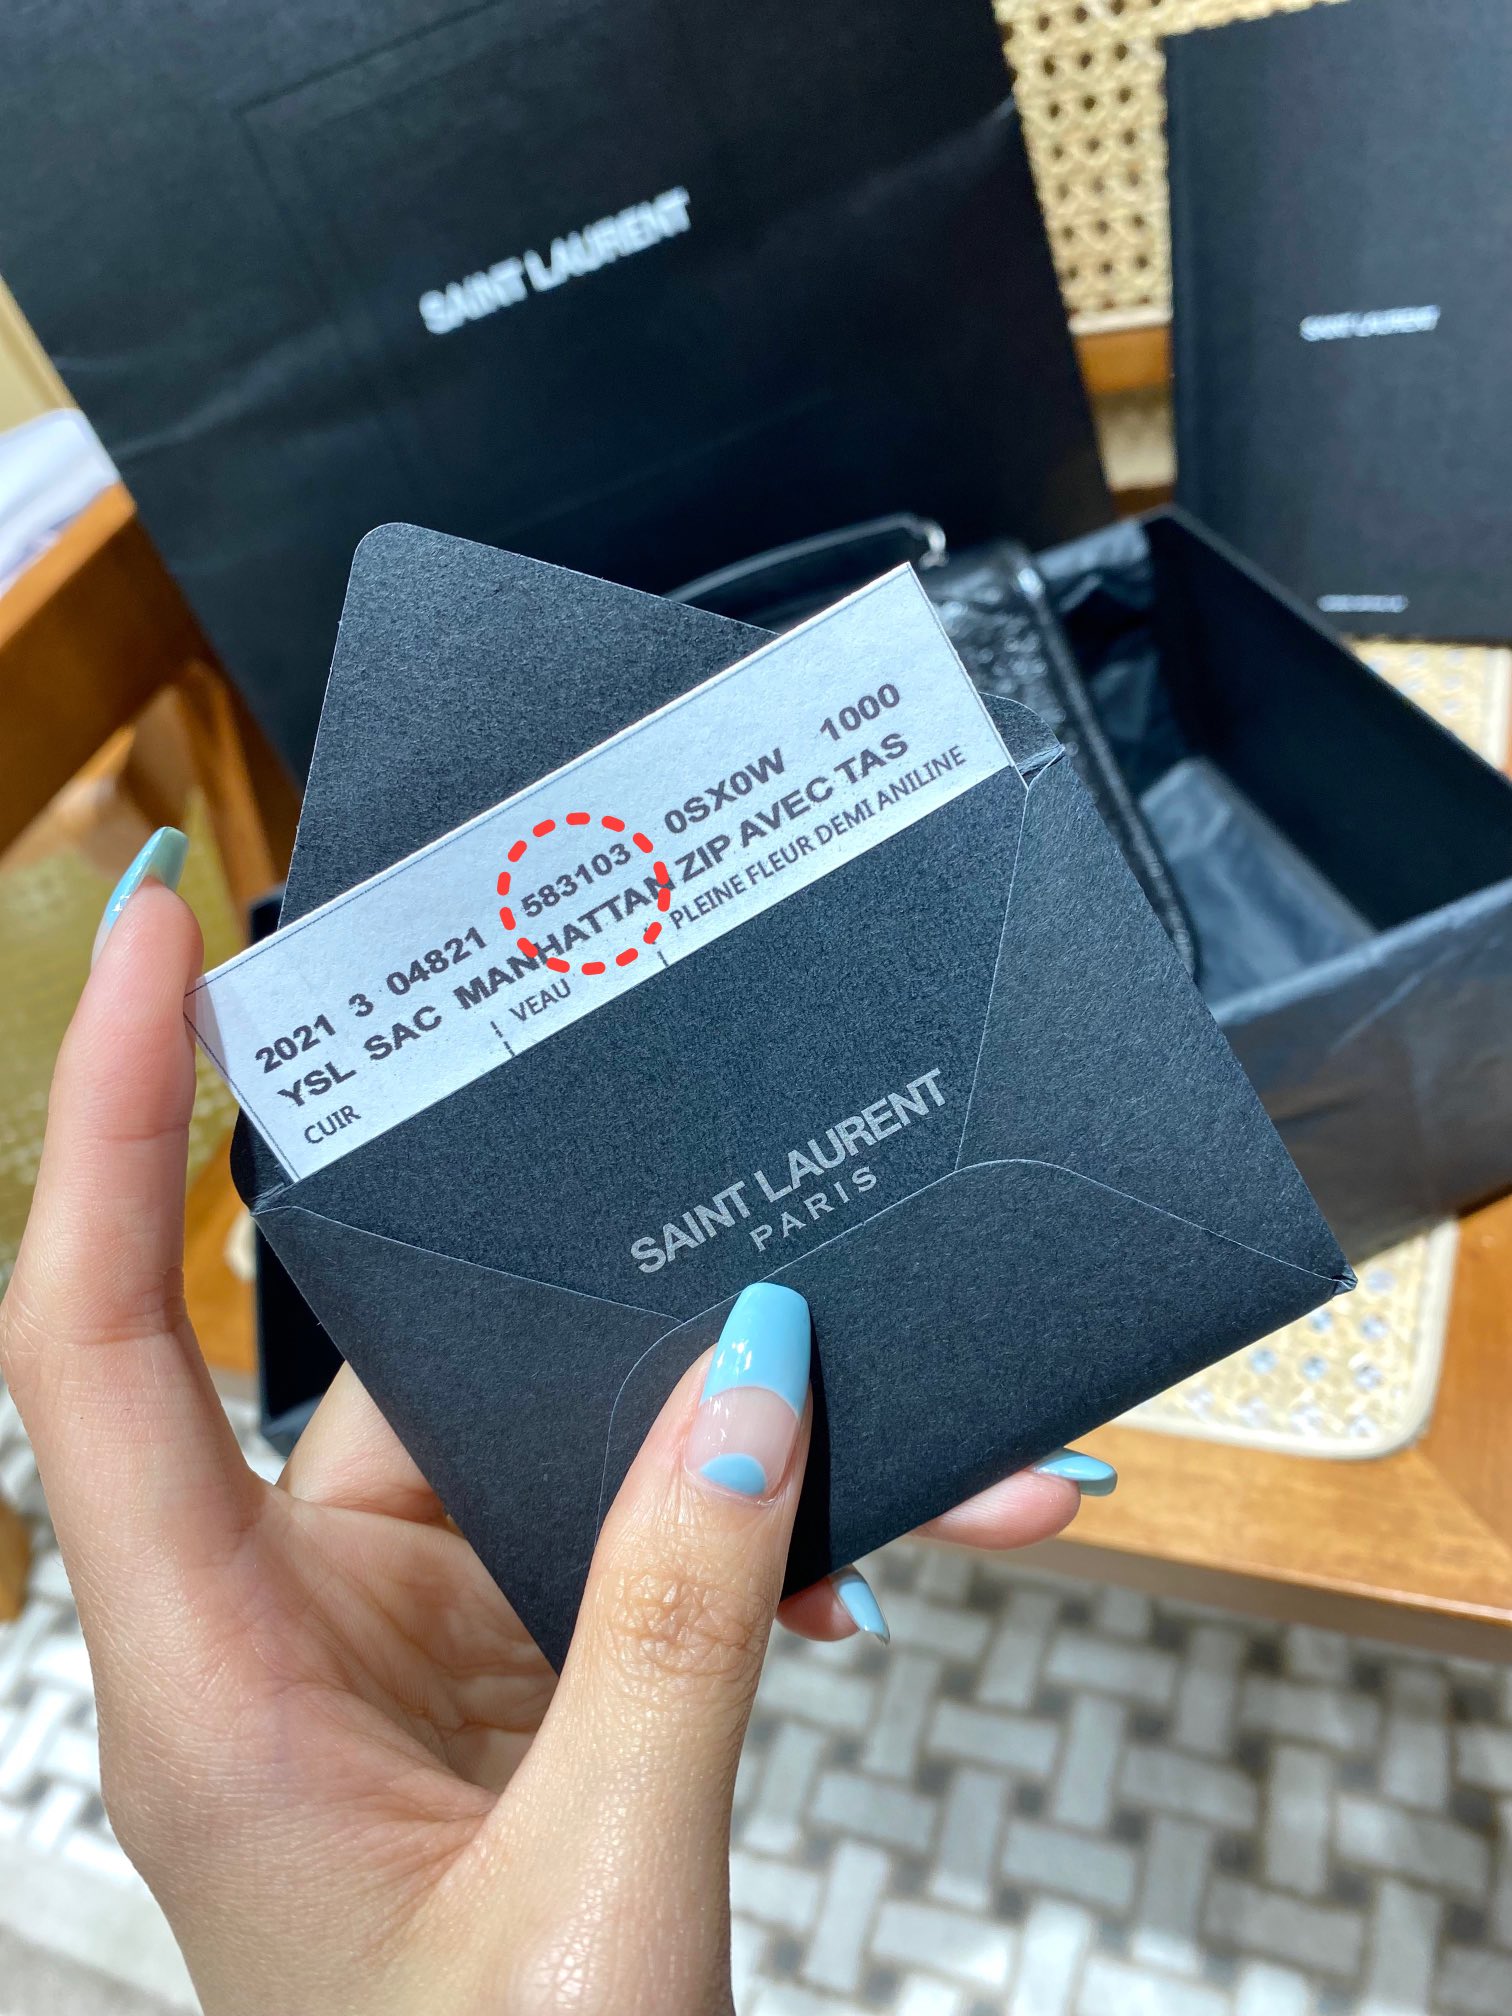 SAINT LAURENT
SAINT LAURENT
2021 3 04821 583103 0SX0W 1000
YSL SAC MANHATTAN ZIP AVEC TAS
CUIR ¦ VEAU ¦ PLEINE FLEUR DEMI ANILINE
SAINT LAURENT
PARIS